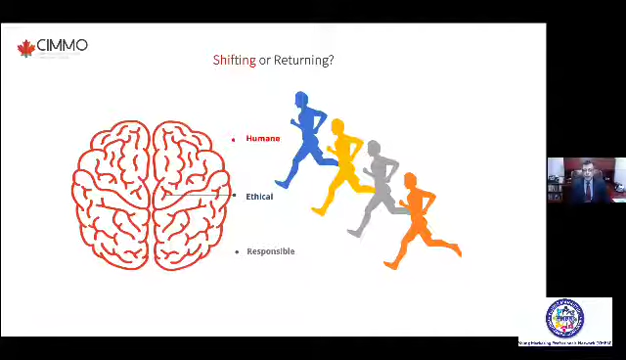 CIMMO
Shifting or Returning?
Humane
Ethical
Responsible